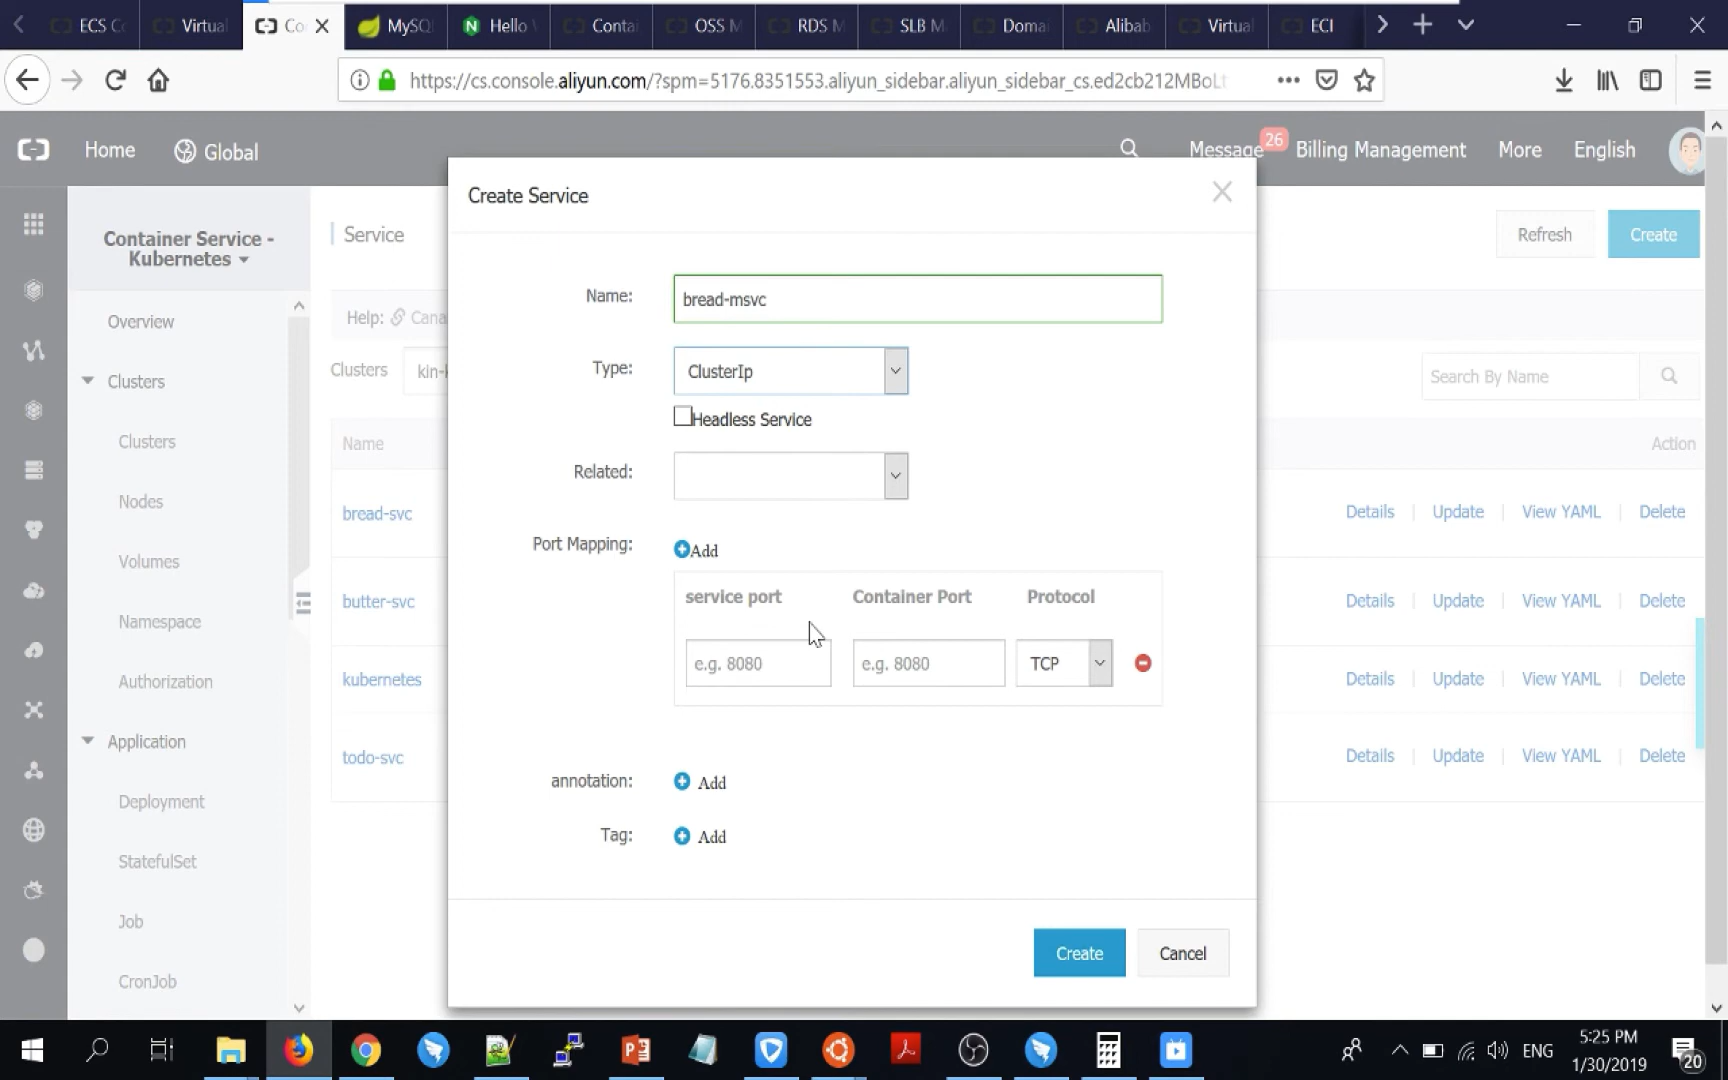 ECS Co
Virtual
Co
MySQ
Hello
Contai
OSS M
RDS M
SLB M
Domai
Alibab
Virtual
ECI
https://cs.console.aliyun.com/?spm=5176.8351553.aliyun_sidebar.aliyun_sidebar_cs.ed2cb212MBoLt
Home
Global
Message
26
Billing Management
More
English
Container Service -
Kubernetes
Overview
Clusters
Clusters
Nodes
Volumes
Namespace
Authorization
Application
Deployment
StatefulSet
Job
CronJob
Service
Refresh
Create
Help: Cana
Clusters
kin-k
Search By Name
Name
Action
bread-svc
Details Update View YAML Delete
butter-svc
Details Update View YAML Delete
kubernetes
Details Update View YAML Delete
todo-svc
Details Update View YAML Delete
Create Service
Name:
bread-msvc
Type:
ClusterIp
Headless Service
Related:
Port Mapping:
Add
service port
Container Port
Protocol
e.g. 8080
e.g. 8080
TCP
annotation:
Add
Tag:
Add
Create
Cancel
ENG
5:25 PM
1/30/2019
20